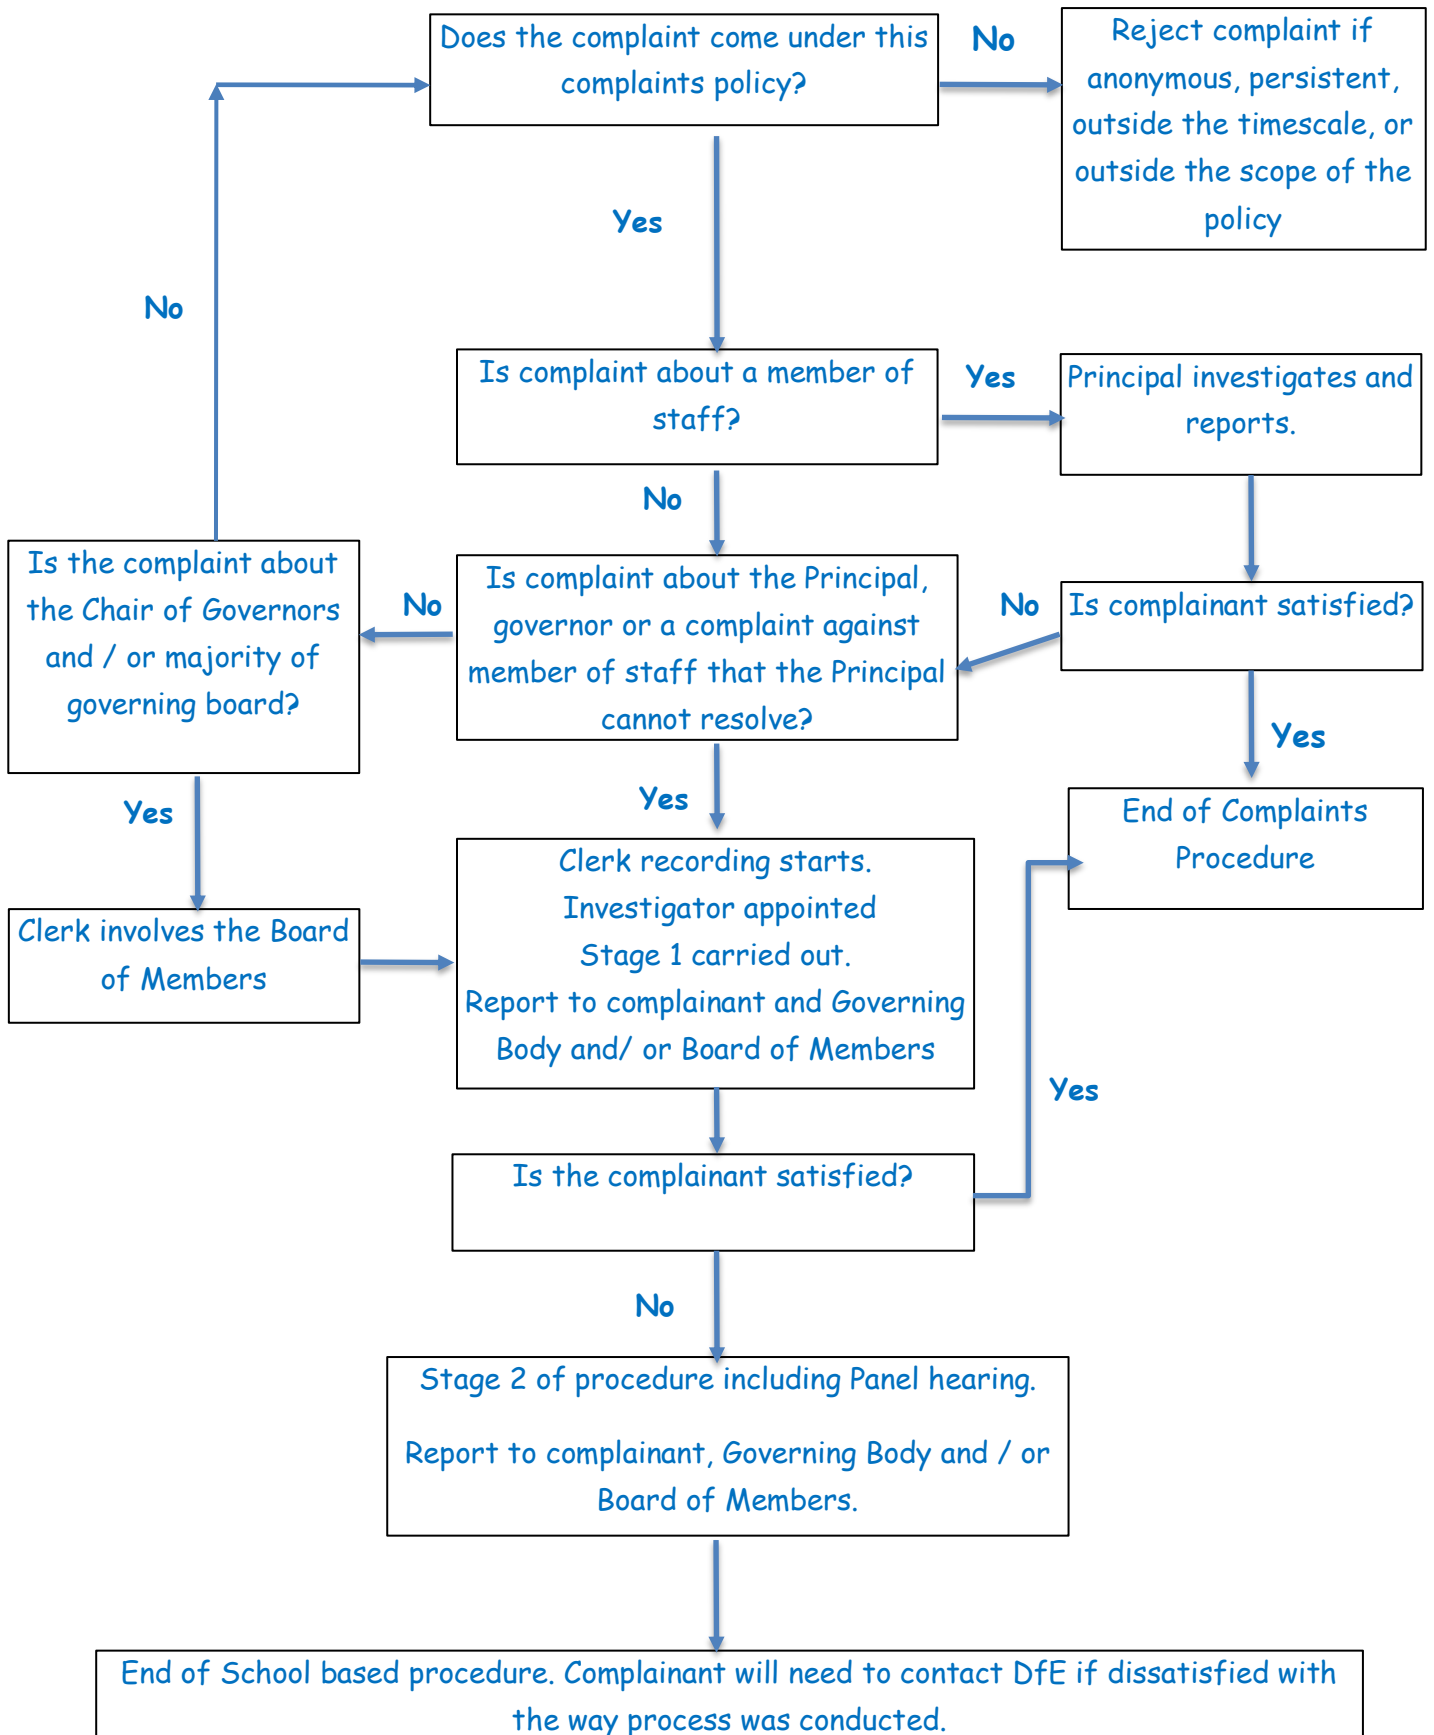 Does the complaint come under this
complaints policy?
No
Reject complaint if
anonymous, persistent,
outside the timescale, or
outside the scope of the
policy
Yes
No
Is complaint about a member of
staff?
Yes
Principal investigates and
reports.
No
Is the complaint about
the Chair of Governors
and / or majority of
governing board?
No
Is complaint about the Principal,
governor or a complaint against
member of staff that the Principal
cannot resolve?
No
Is complainant satisfied?
Yes
Yes
Yes
End of Complaints
Procedure
Clerk involves the Board
of Members
Clerk recording starts.
Investigator appointed
Stage 1 carried out.
Report to complainant and Governing
Body and/ or Board of Members
Yes
Is the complainant satisfied?
No
Stage 2 of procedure including Panel hearing.
Report to complainant, Governing Body and / or
Board of Members.
End of School based procedure. Complainant will need to contact DfE if dissatisfied with
the way process was conducted.